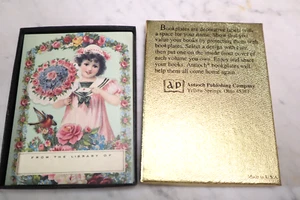 FROM THE LIBRARY OF
Bookplates are decorative labels with
a space for your name. Show that you
value your books by protecting them with
bookplates. Select a design with care,
then put one on the inside front cover of
each volume you own. Enjoy and share
your books. Antioch bookplates will
help them all come home again.
AP
Antioch Publishing Company
Yellow Springs, Ohio 45387
Made in U.S.A.